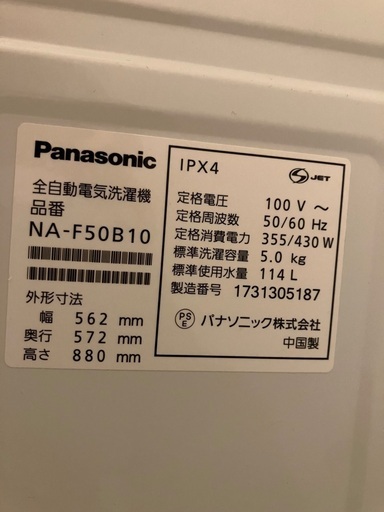 Panasonic
全自動電気洗濯機
品番
NA-F50B10
外形寸法
幅 562 mm
奥行 572 mm
高さ 880 mm
IPX4
JET
定格電圧 100 V ～
定格周波数 50/60 Hz
定格消費電力 355/430 W
標準洗濯容量 5.0 kg
標準使用水量 114 L
製造番号 1731305187
PS
E
パナソニック株式会社
中国製